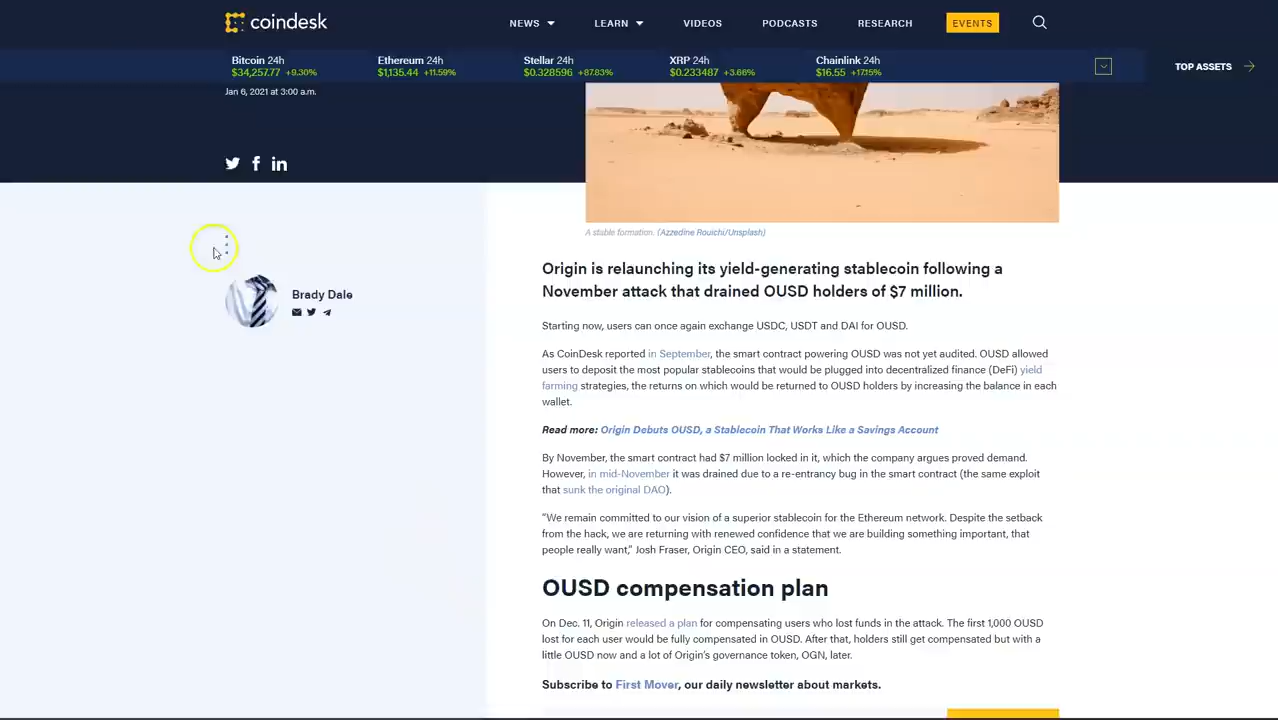 coindesk
NEWS LEARN VIDEOS PODCASTS RESEARCH EVENTS
Bitcoin 24h Ethereum 24h Stellar 24h XRP 24h Chainlink 24h
$34,257.77 +9.30% $1,135.44 +11.59% $0.328596 +87.83% $0.233487 +3.66% $16.55 +17.15%
TOP ASSETS
Jan 6, 2021 at 3:00 a.m.
A stable formation. (Azzedine Rouichi/Unsplash)
Brady Dale
Origin is relaunching its yield-generating stablecoin following a
November attack that drained OUSD holders of $7 million.
Starting now, users can once again exchange USDC, USDT and DAI for OUSD.
As CoinDesk reported in September, the smart contract powering OUSD was not yet audited. OUSD allowed
users to deposit the most popular stablecoins that would be plugged into decentralized finance (DeFi) yield
farming strategies, the returns on which would be returned to OUSD holders by increasing the balance in each
wallet.
Read more: Origin Debuts OUSD, a Stablecoin That Works Like a Savings Account
By November, the smart contract had $7 million locked in it, which the company argues proved demand.
However, in mid-November it was drained due to a re-entrancy bug in the smart contract (the same exploit
that sunk the original DAO).
“We remain committed to our vision of a superior stablecoin for the Ethereum network. Despite the setback
from the hack, we are returning with renewed confidence that we are building something important, that
people really want,” Josh Fraser, Origin CEO, said in a statement.
OUSD compensation plan
On Dec. 11, Origin released a plan for compensating users who lost funds in the attack. The first 1,000 OUSD
lost for each user would be fully compensated in OUSD. After that, holders still get compensated but with a
little OUSD now and a lot of Origin’s governance token, OGN, later.
Subscribe to First Mover, our daily newsletter about markets.